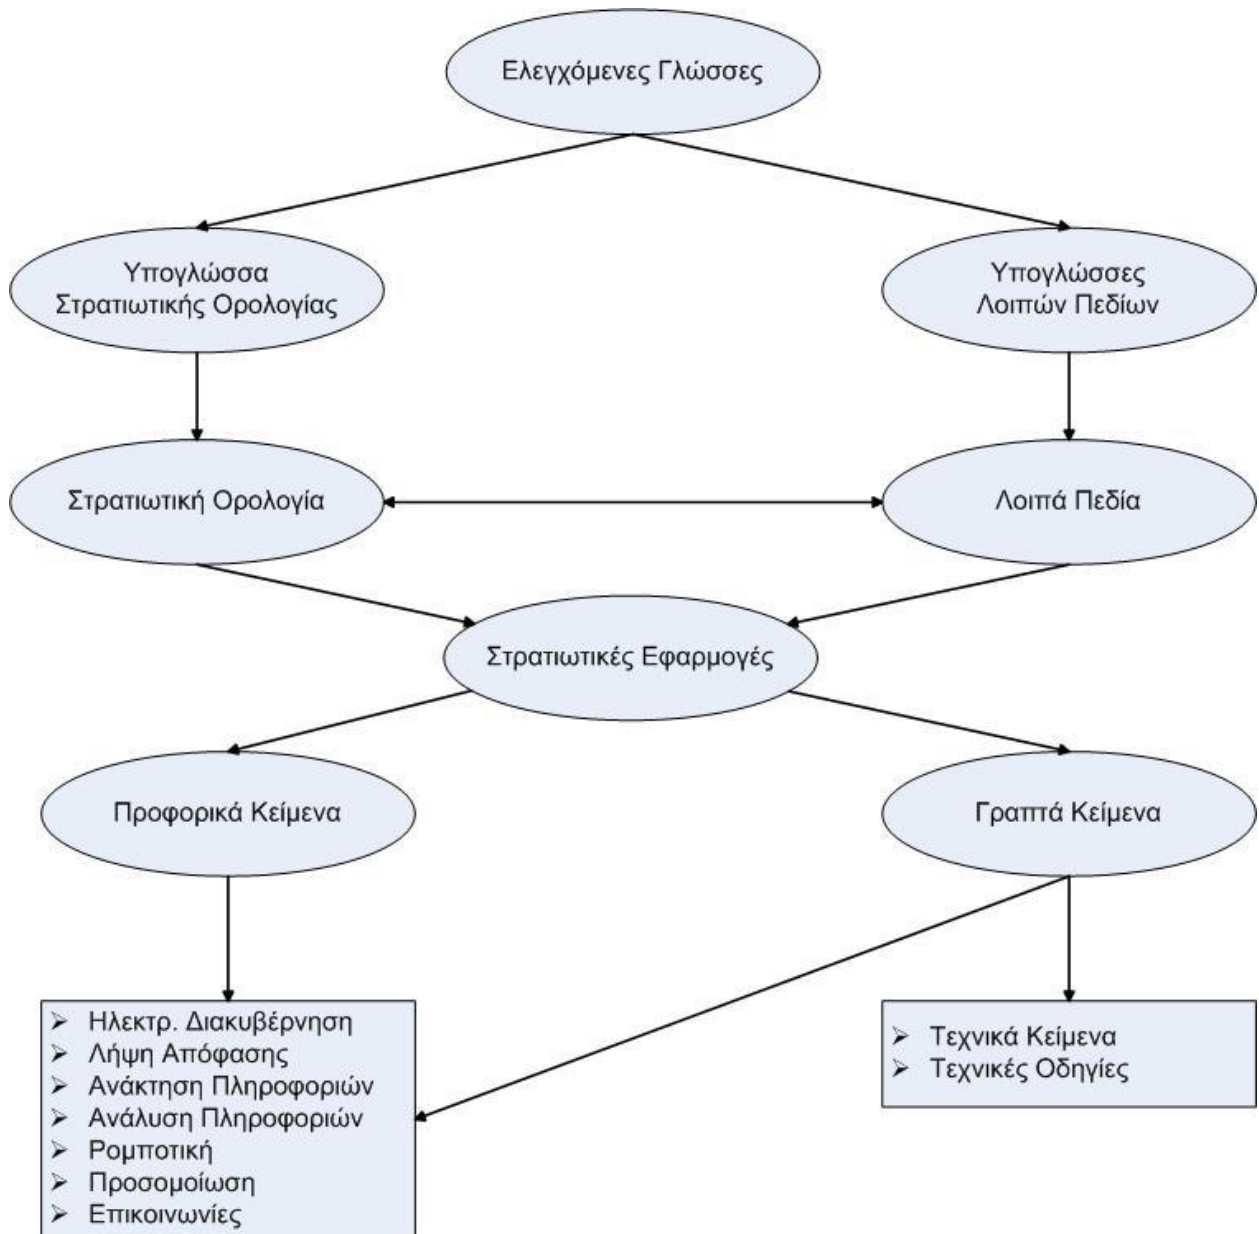 Ελεγχόμενες Γλώσσες
Υπογλώσσα
Στρατιωτικής Ορολογίας
Υπογλώσσες
Λοιπών Πεδίων
Στρατιωτική Ορολογία
Λοιπά Πεδία
Στρατιωτικές Εφαρμογές
Προφορικά Κείμενα
Γραπτά Κείμενα
➢ Ηλεκτρ. Διακυβέρνηση
➢ Λήψη Απόφασης
➢ Ανάκτηση Πληροφοριών
➢ Ανάλυση Πληροφοριών
➢ Ρομποτική
➢ Προσομοίωση
➢ Επικοινωνίες
➢ Τεχνικά Κείμενα
➢ Τεχνικές Οδηγίες